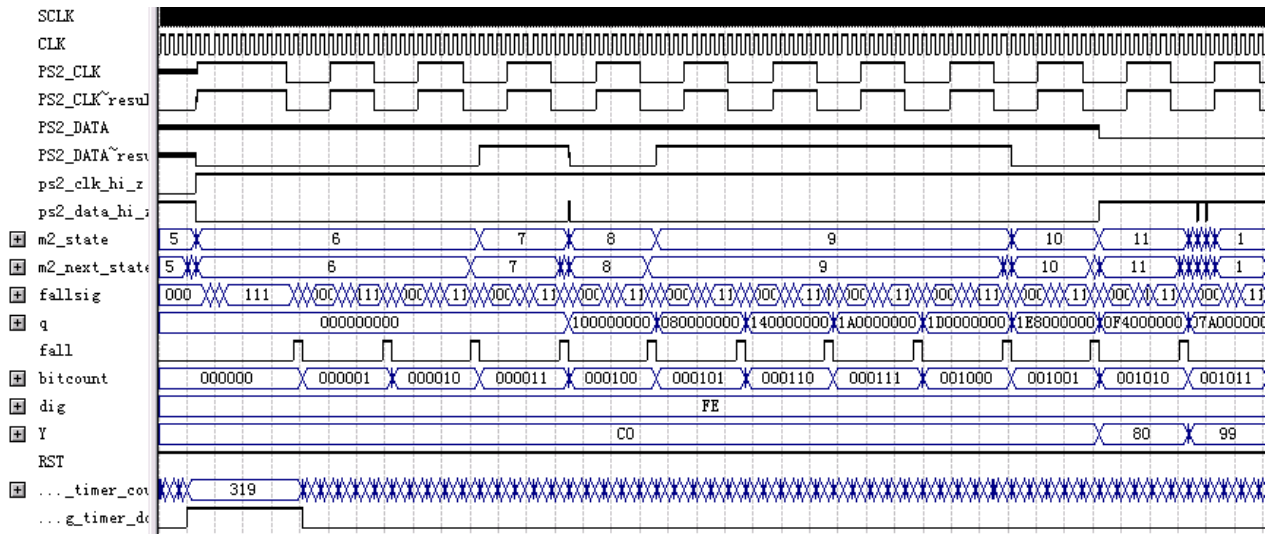 SCLK
CLK
PS2_CLK
PS2_CLK~resul
PS2_DATA
PS2_DATA~resu
ps2_clk_hi_z
ps2_data_hi_z
m2_state 5 6 7 8 9 10 11 1
m2_next_state 5 6 7 8 9 10 11 1
fallsig 000 111
q 000000000 100000000 080000000 140000000 1A0000000 1D0000000 1E8000000 0F4000000 07A000000
fall
bitcount 000000 000001 000010 000011 000100 000101 000110 000111 001000 001001 001010 001011
dig FE
Y C0 80 99
RST
..._timer_cou 319
...g_timer_do